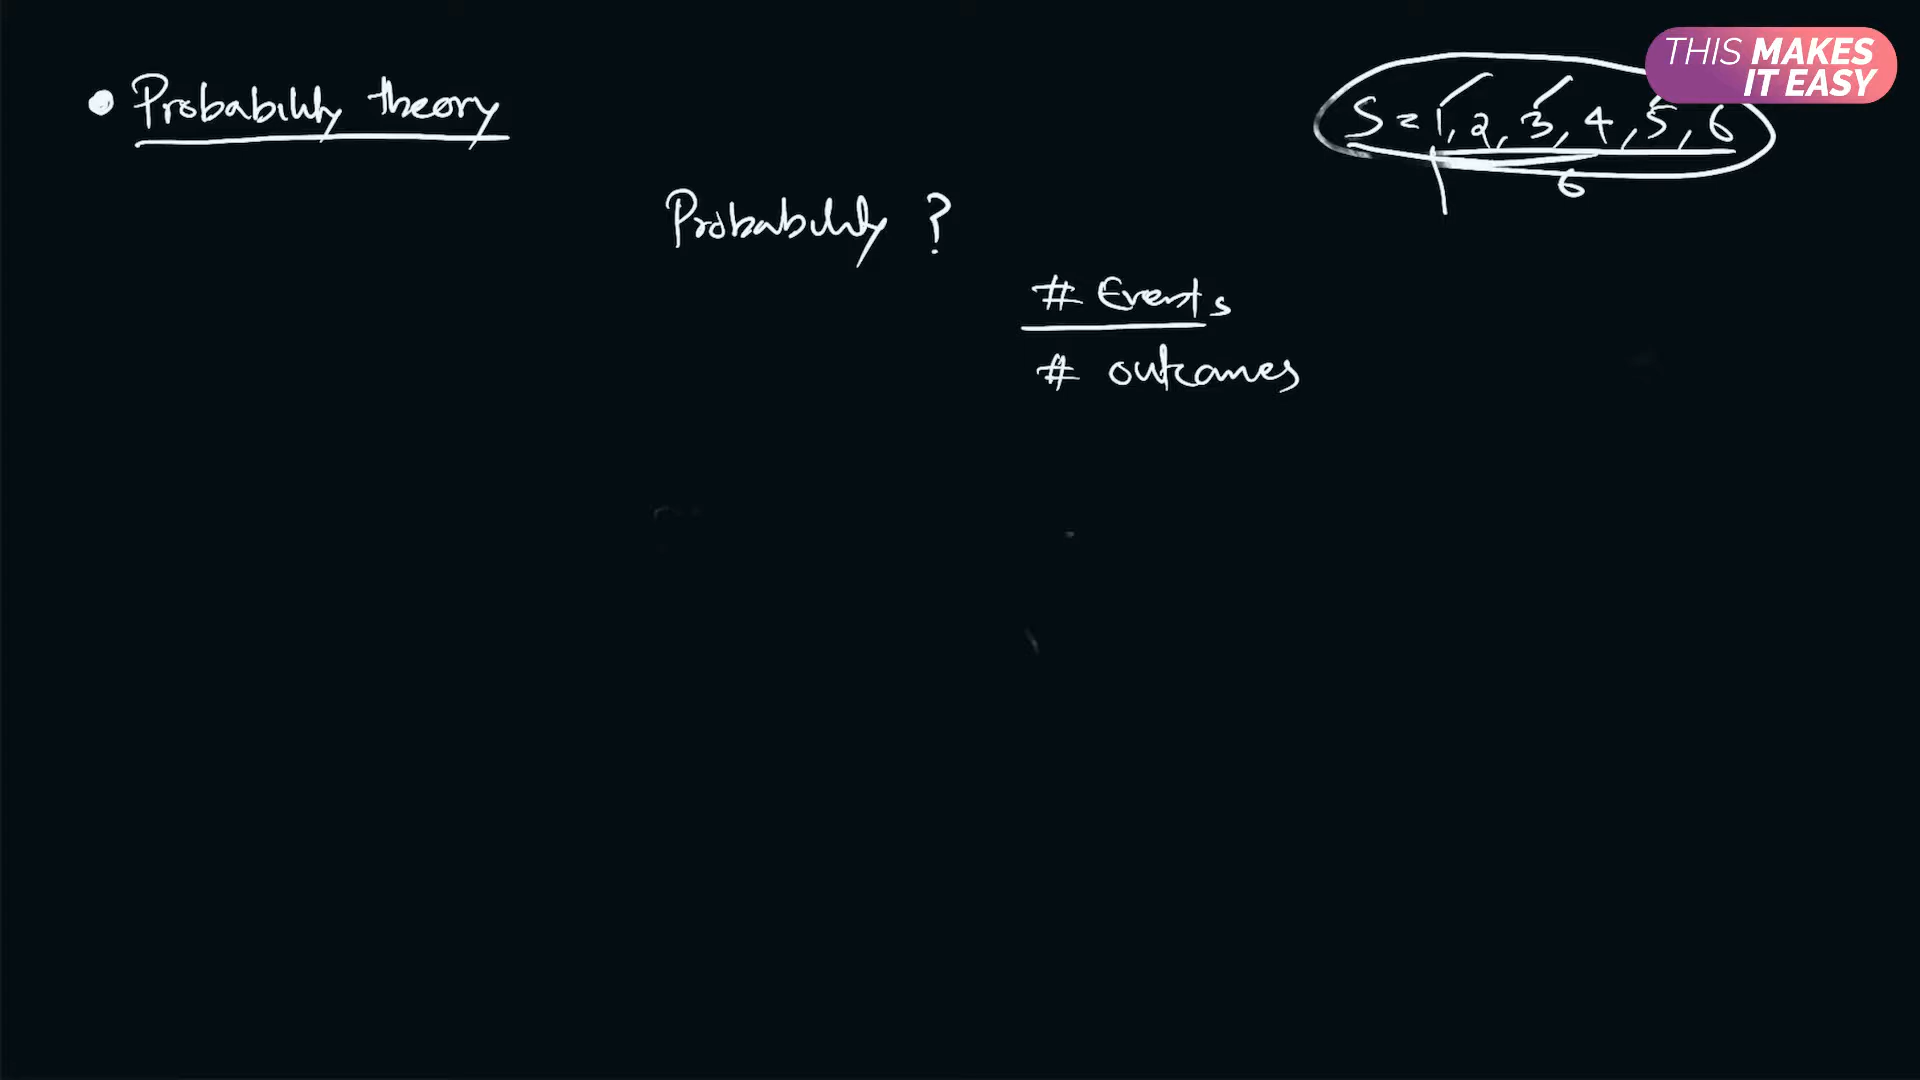 • Probability theory
S = 1, 2, 3, 4, 5, 6
6
THIS MAKES
IT EASY
Probability ?
# Events
# outcomes